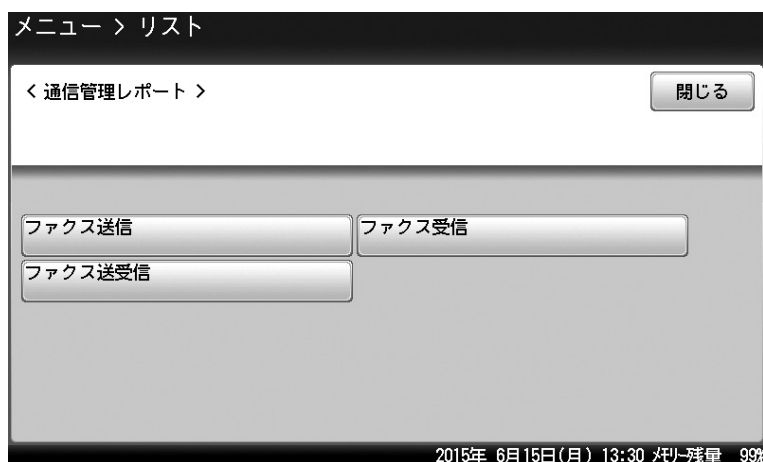 メニュー > リスト
< 通信管理レポート >
閉じる
ファクス送信
ファクス受信
ファクス送受信
2015年 6月15日(月) 13:30 ﾒﾓﾘｰ残量 99%